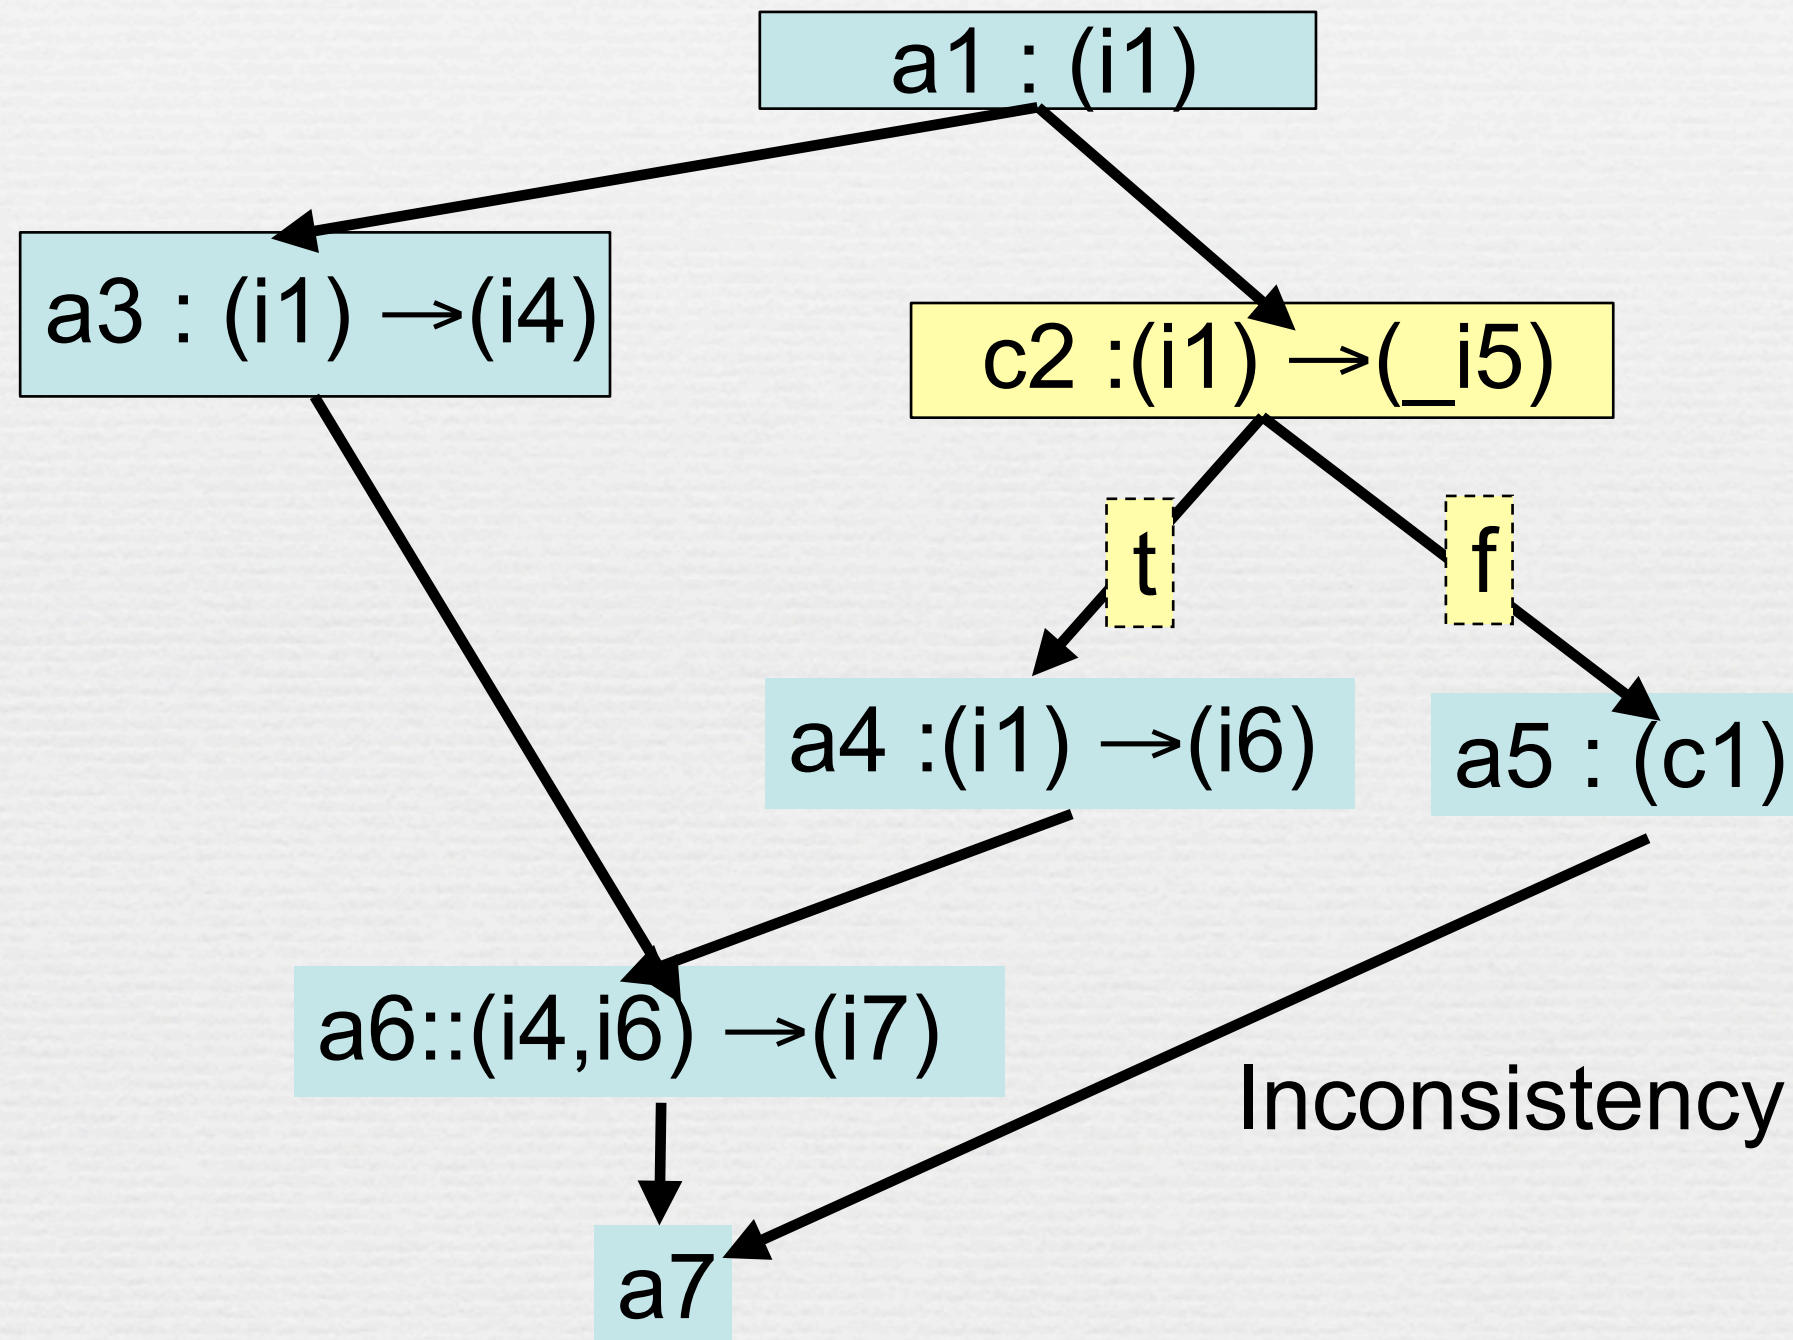 a1 : (i1)
a3 : (i1) →(i4)
c2 :(i1) →(_i5)
t
f
a4 :(i1) →(i6)
a5 : (c1)
a6::(i4,i6) →(i7)
Inconsistency
a7